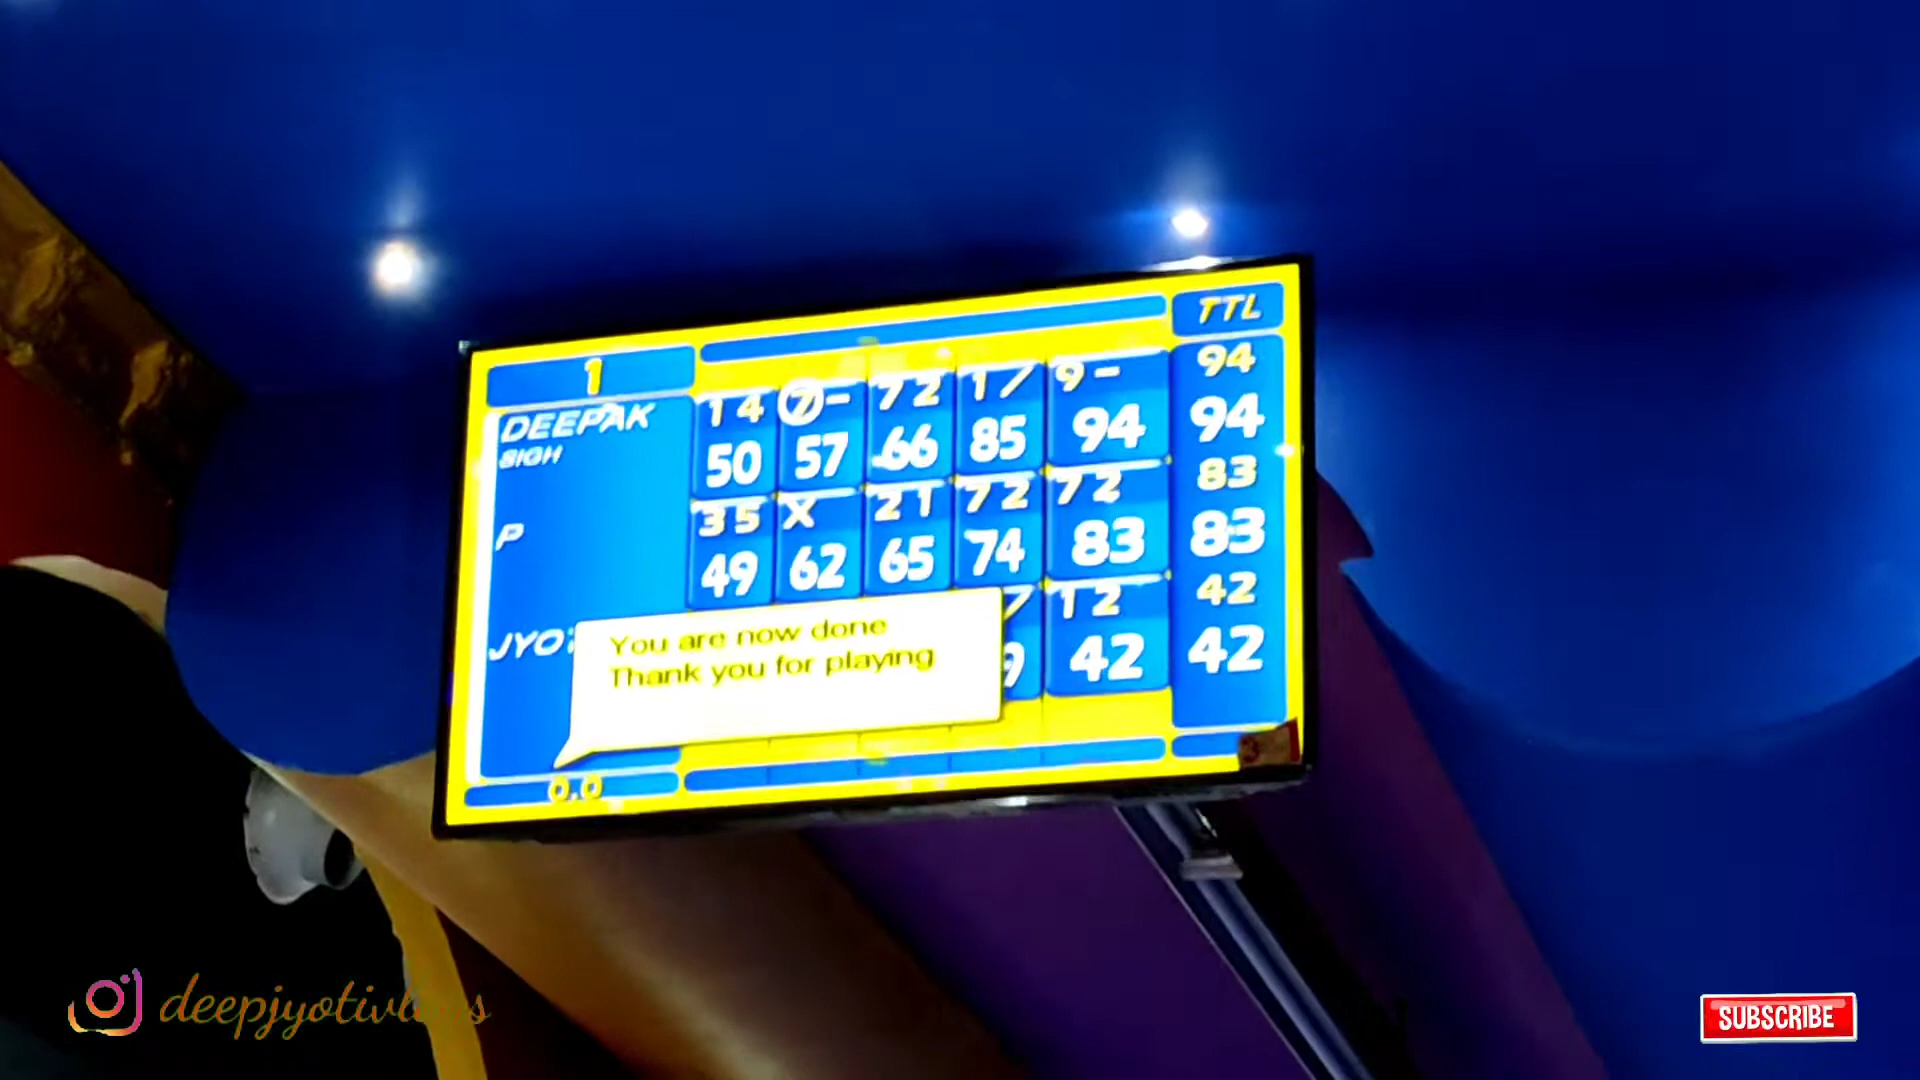 1 TTL
DEEPAK 1 4 7 - 7 2 1 / 9 - 94
SIGH 50 57 66 85 94 94
P 3 5 X 2 1 7 2 7 2 83
49 62 65 74 83 83
JYO 1 2 42
42 42
You are now done
Thank you for playing
0.0
3
SUBSCRIBE